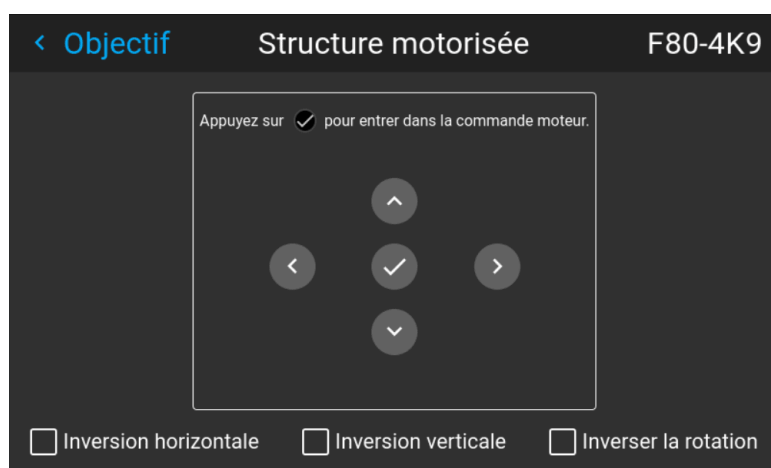 Objectif Structure motorisée F80-4K9
Appuyez sur pour entrer dans la commande moteur.
Inversion horizontale Inversion verticale Inverser la rotation